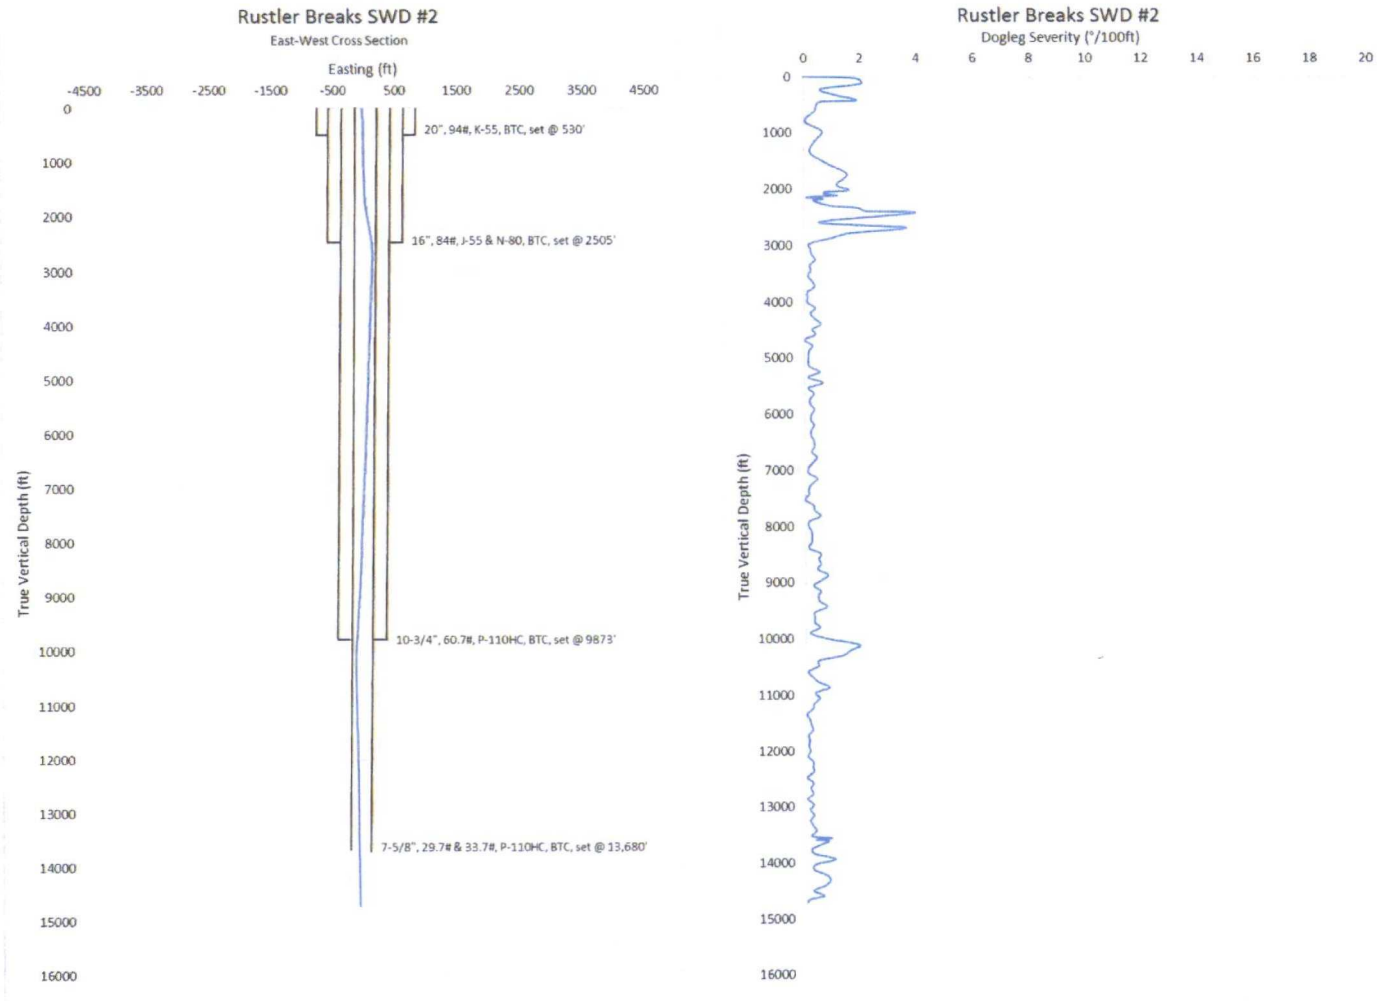 Rustler Breaks SWD #2
East-West Cross Section
Easting (ft)
-4500 -3500 -2500 -1500 -500 500 1500 2500 3500 4500
0
1000
2000
3000
4000
5000
6000
7000
8000
9000
10000
11000
12000
13000
14000
15000
16000
True Vertical Depth (ft)
20", 94#, K-55, BTC, set @ 530'
16", 84#, J-55 & N-80, BTC, set @ 2505'
10-3/4", 60.7#, P-110HC, BTC, set @ 9873'
7-5/8", 29.7# & 33.7#, P-110HC, BTC, set @ 13,680'
Rustler Breaks SWD #2
Dogleg Severity (°/100ft)
0 2 4 6 8 10 12 14 16 18 20
0
1000
2000
3000
4000
5000
6000
7000
8000
9000
10000
11000
12000
13000
14000
15000
16000
True Vertical Depth (ft)